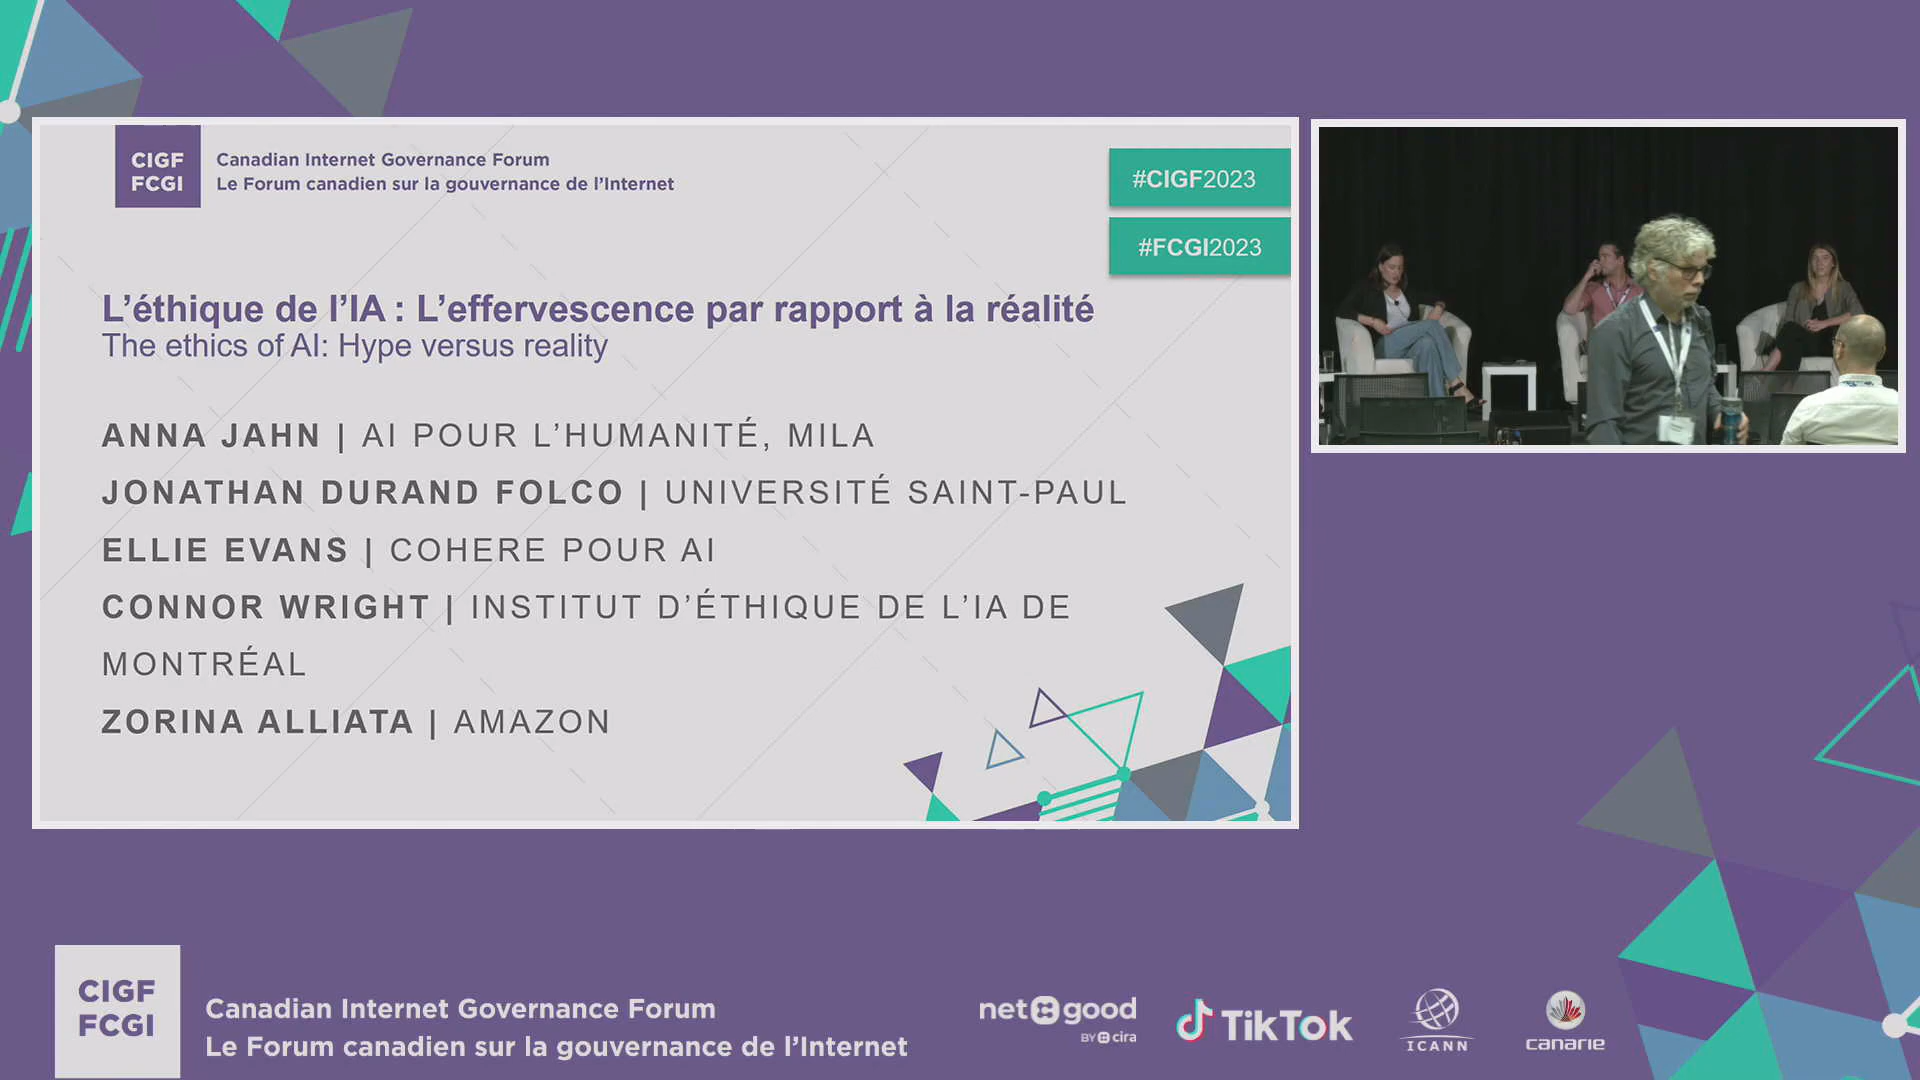 CIGF
FCGI
Canadian Internet Governance Forum
Le Forum canadien sur la gouvernance de l'Internet
#CIGF2023
#FCGI2023
L'éthique de l'IA : L'effervescence par rapport à la réalité
The ethics of AI: Hype versus reality
ANNA JAHN | AI POUR L'HUMANITÉ, MILA
JONATHAN DURAND FOLCO | UNIVERSITÉ SAINT-PAUL
ELLIE EVANS | COHERE POUR AI
CONNOR WRIGHT | INSTITUT D'ÉTHIQUE DE L'IA DE
MONTRÉAL
ZORINA ALLIATA | AMAZON
CIGF
FCGI
Canadian Internet Governance Forum
Le Forum canadien sur la gouvernance de l'Internet
net good
BY cira
TikTok
ICANN
canarie